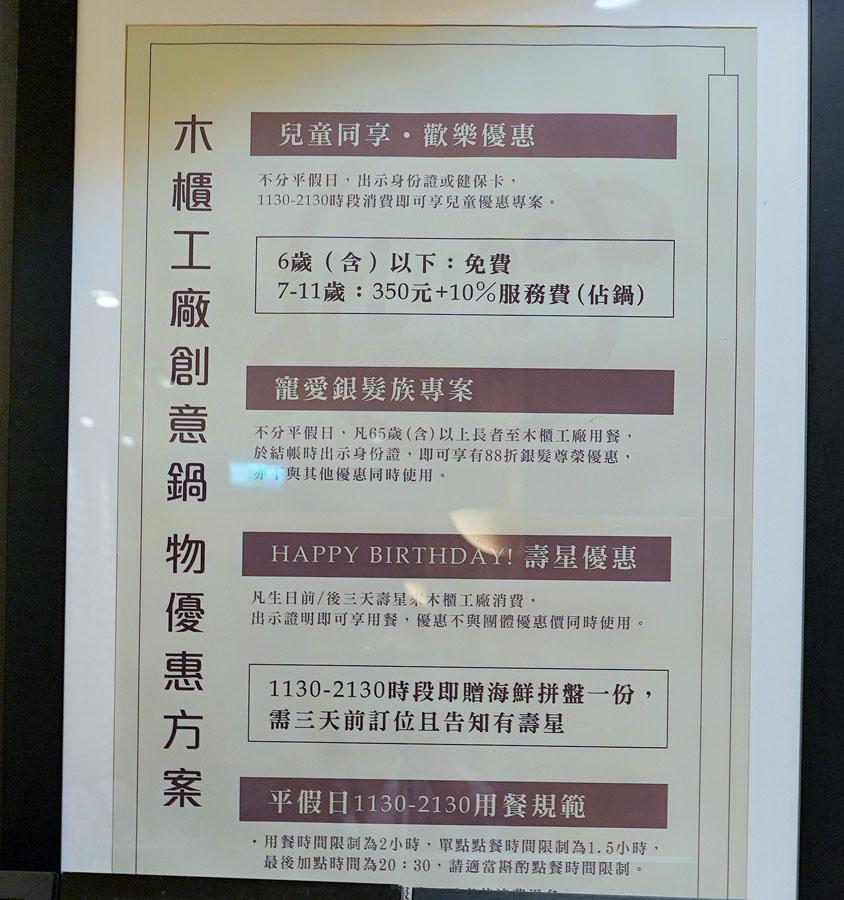 木櫃工廠創意鍋物優惠方案
兒童同享・歡樂優惠
不分平假日，出示身份證或健保卡，
1130-2130時段消費即可享兒童優惠專案。
6歲（含）以下：免費
7-11歲：350元+10%服務費(佔鍋)
寵愛銀髮族專案
不分平假日，凡65歲(含)以上長者至木櫃工廠用餐，
於結帳時出示身份證，即可享有88折銀髮尊榮優惠，
亦不與其他優惠同時使用。
HAPPY BIRTHDAY! 壽星優惠
凡生日前/後三天壽星來木櫃工廠消費，
出示證明即可享用餐，優惠不與團體優惠價同時使用。
1130-2130時段即贈海鮮拼盤一份，
需三天前訂位且告知有壽星
平假日1130-2130用餐規範
・用餐時間限制為2小時，單點點餐時間限制為1.5小時，
最後加點時間為20：30，請適當斟酌點餐時間限制。